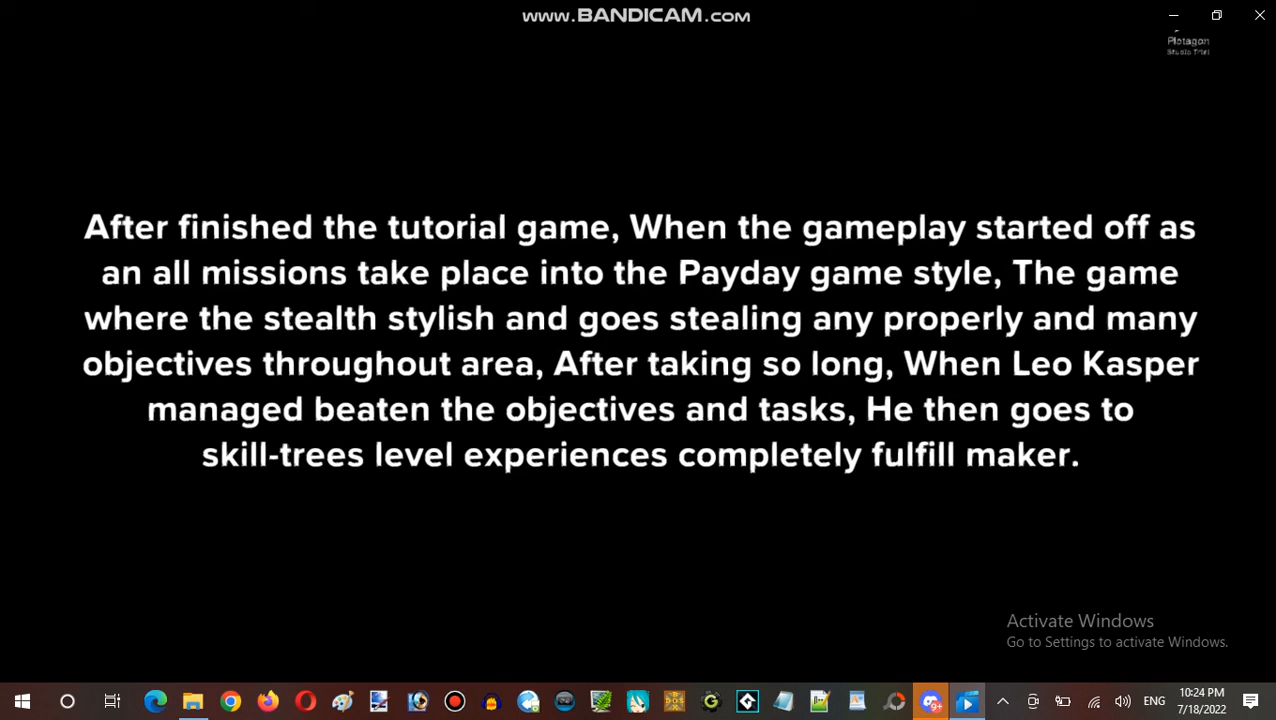 www.BANDICAM.com
Plotagon
Studio Trial
After finished the tutorial game, When the gameplay started off as
an all missions take place into the Payday game style, The game
where the stealth stylish and goes stealing any properly and many
objectives throughout area, After taking so long, When Leo Kasper
managed beaten the objectives and tasks, He then goes to
skill-trees level experiences completely fulfill maker.
Activate Windows
Go to Settings to activate Windows.
9+
ENG
10:24 PM
7/18/2022